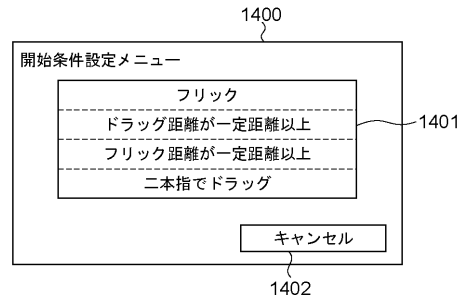 1400
開始条件設定メニュー
フリック
ドラッグ距離が一定距離以上
1401
フリック距離が一定距離以上
二本指でドラッグ
キャンセル
1402